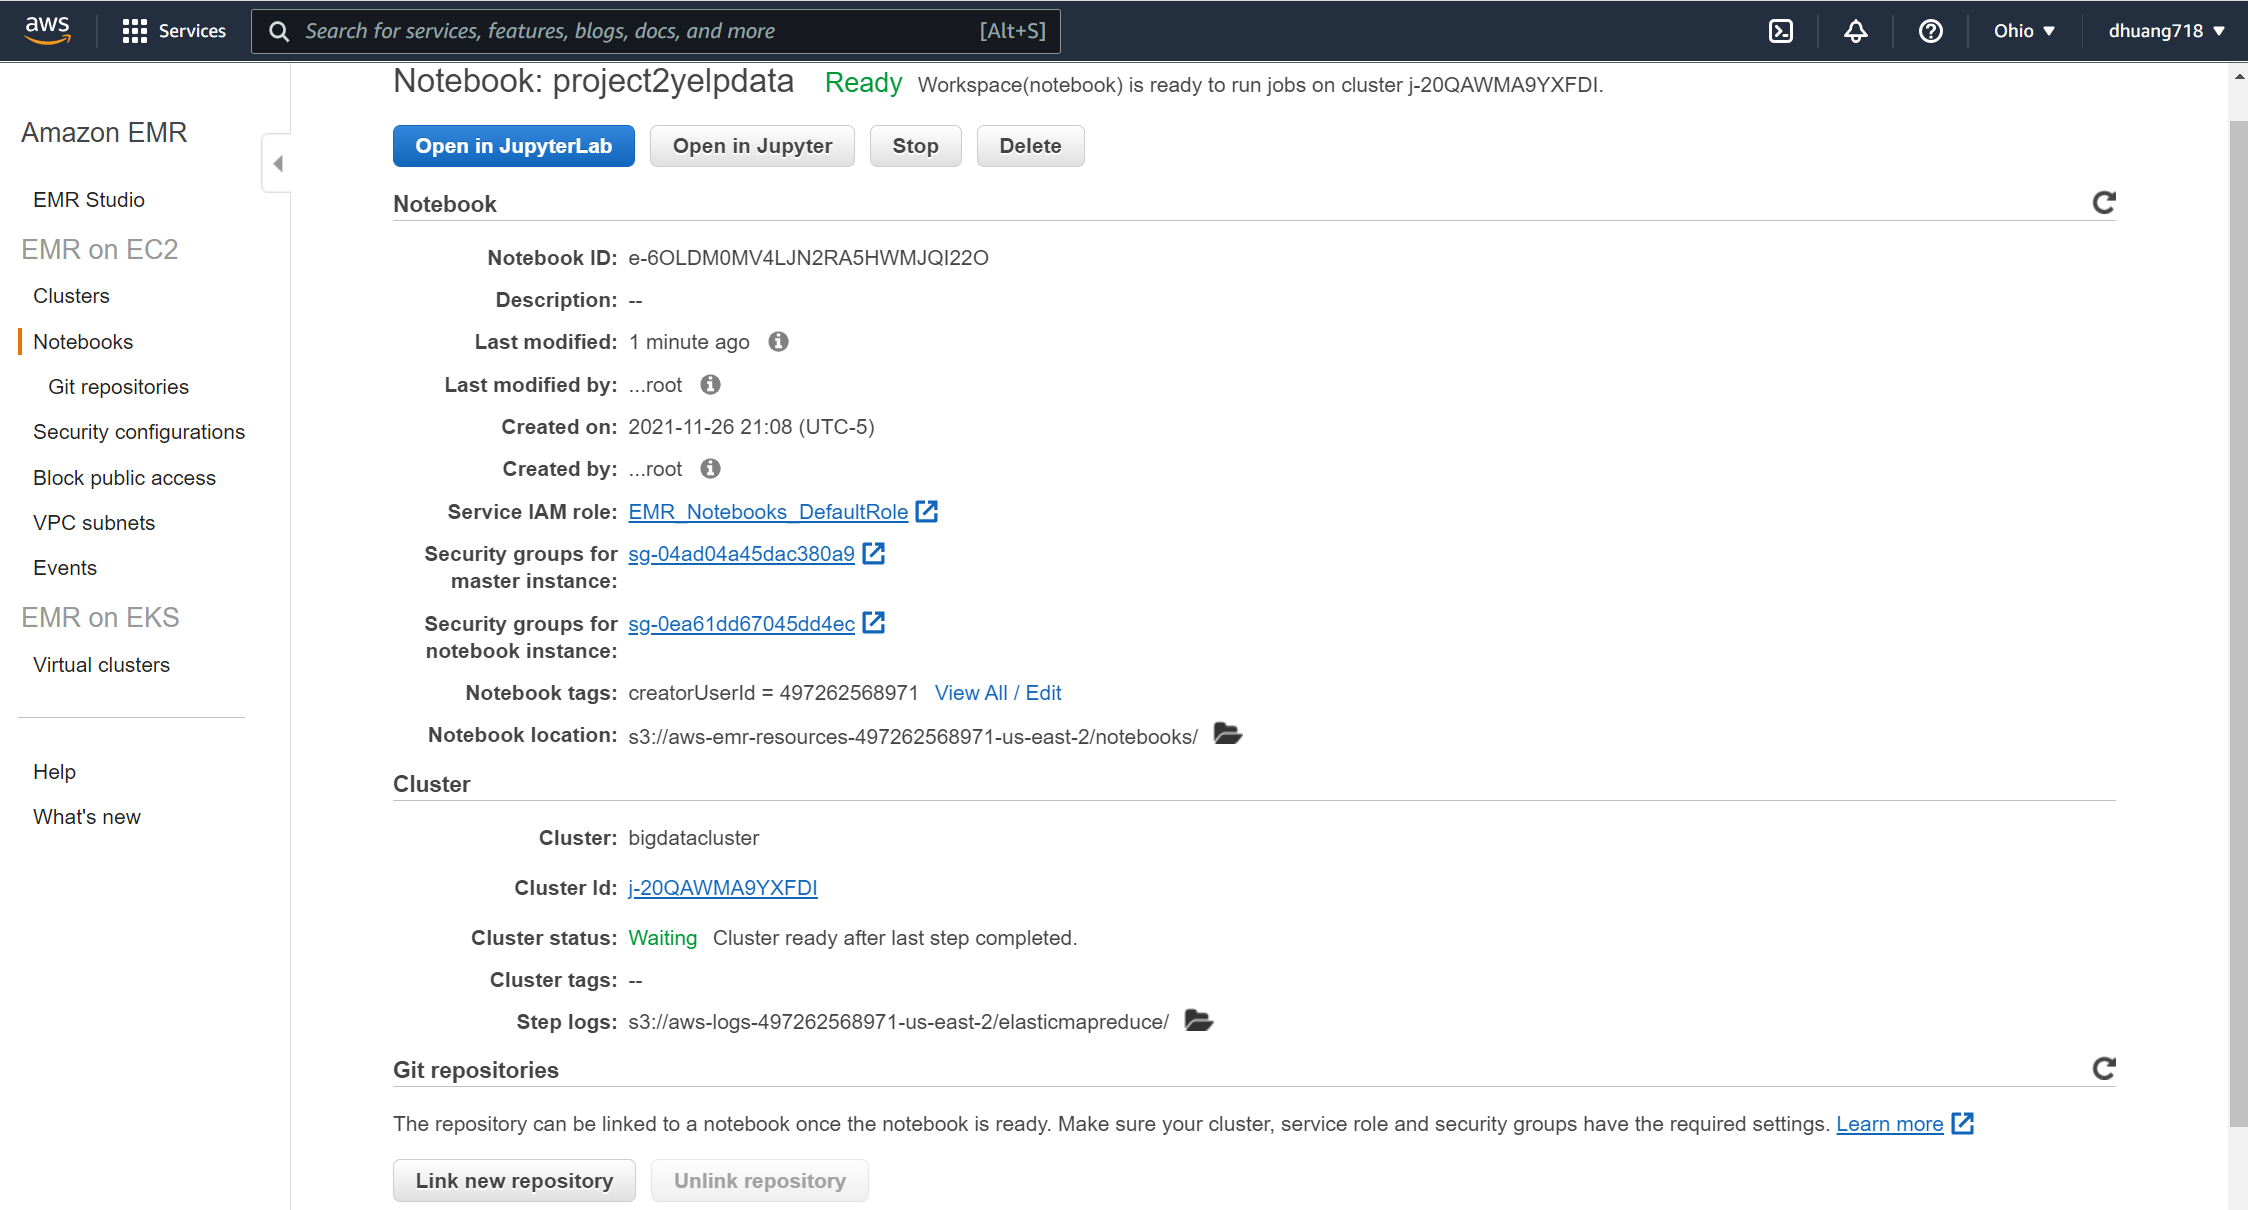 aws Services Search for services, features, blogs, docs, and more [Alt+S] Ohio dhuang718
Amazon EMR
EMR Studio
EMR on EC2
Clusters
Notebooks
Git repositories
Security configurations
Block public access
VPC subnets
Events
EMR on EKS
Virtual clusters
Help
What's new
Notebook: project2yelpdata Ready Workspace(notebook) is ready to run jobs on cluster j-20QAWMA9YXFDI.
Open in JupyterLab Open in Jupyter Stop Delete
Notebook
Notebook ID: e-6OLDM0MV4LJN2RA5HWMJQI22O
Description: --
Last modified: 1 minute ago
Last modified by: ...root
Created on: 2021-11-26 21:08 (UTC-5)
Created by: ...root
Service IAM role: EMR_Notebooks_DefaultRole
Security groups for sg-04ad04a45dac380a9
master instance:
Security groups for sg-0ea61dd67045dd4ec
notebook instance:
Notebook tags: creatorUserId = 497262568971 View All / Edit
Notebook location: s3://aws-emr-resources-497262568971-us-east-2/notebooks/
Cluster
Cluster: bigdatacluster
Cluster Id: j-20QAWMA9YXFDI
Cluster status: Waiting Cluster ready after last step completed.
Cluster tags: --
Step logs: s3://aws-logs-497262568971-us-east-2/elasticmapreduce/
Git repositories
The repository can be linked to a notebook once the notebook is ready. Make sure your cluster, service role and security groups have the required settings. Learn more
Link new repository Unlink repository